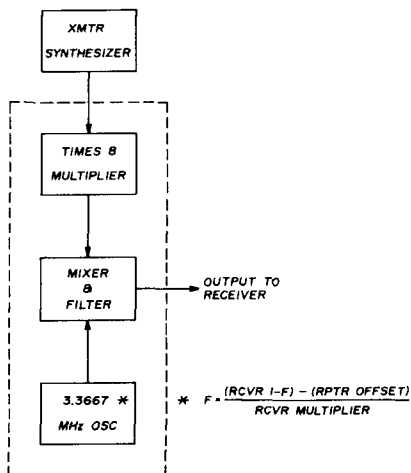 XMTR
SYNTHESIZER
TIMES 8
MULTIPLIER
MIXER
&
FILTER
OUTPUT TO
RECEIVER
3.3667 *
MHz OSC
* F = (RCVR I-F) - (RPTR OFFSET)
RCVR MULTIPLIER